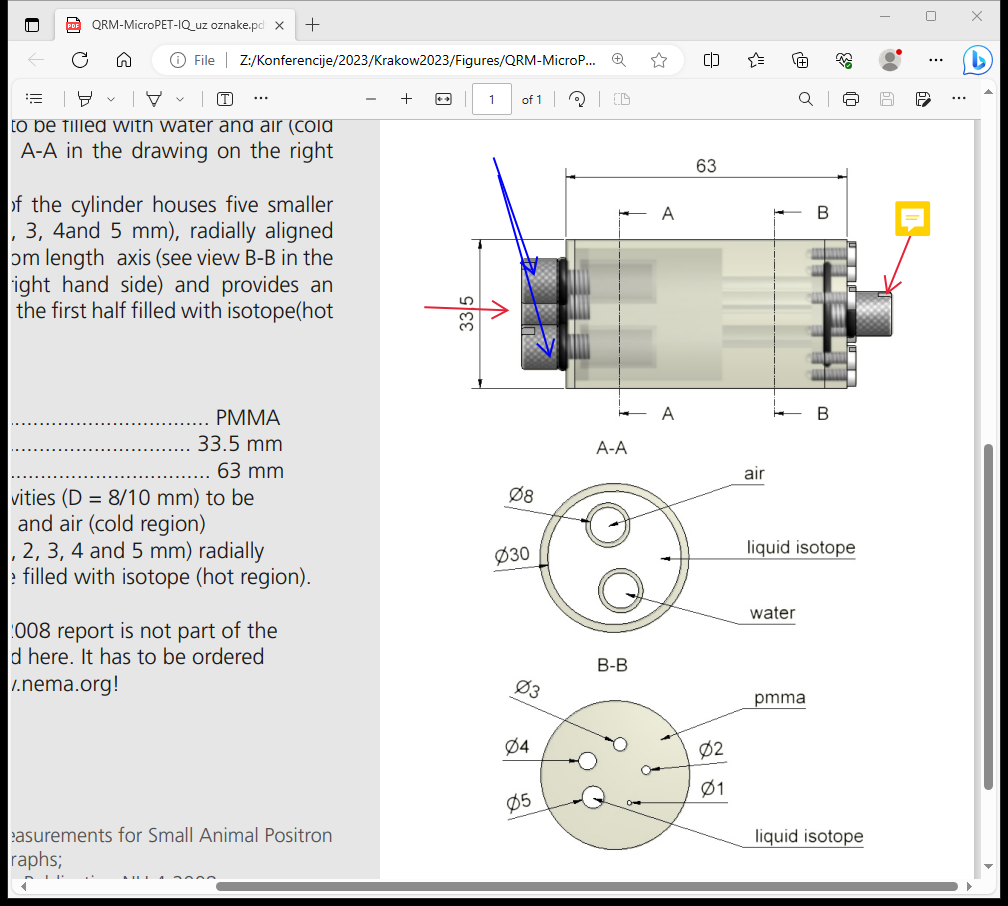 QRM-MicroPET-IQ_uz oznake.pd
File
Z:/Konferencije/2023/Krakow2023/Figures/QRM-MicroP...
1 of 1
to be filled with water and air (cold
A-A in the drawing on the right
of the cylinder houses five smaller
, 3, 4and 5 mm), radially aligned
om length axis (see view B-B in the
right hand side) and provides an
the first half filled with isotope(hot
.................................. PMMA
.............................. 33.5 mm
.................................. 63 mm
vities (D = 8/10 mm) to be
and air (cold region)
, 2, 3, 4 and 5 mm) radially
e filled with isotope (hot region).
2008 report is not part of the
d here. It has to be ordered
v.nema.org!
easurements for Small Animal Positron
raphs;
63
A
B
33.5
A
B
A-A
air
Ø8
Ø30
liquid isotope
water
B-B
Ø3
pmma
Ø4
Ø2
Ø1
Ø5
liquid isotope